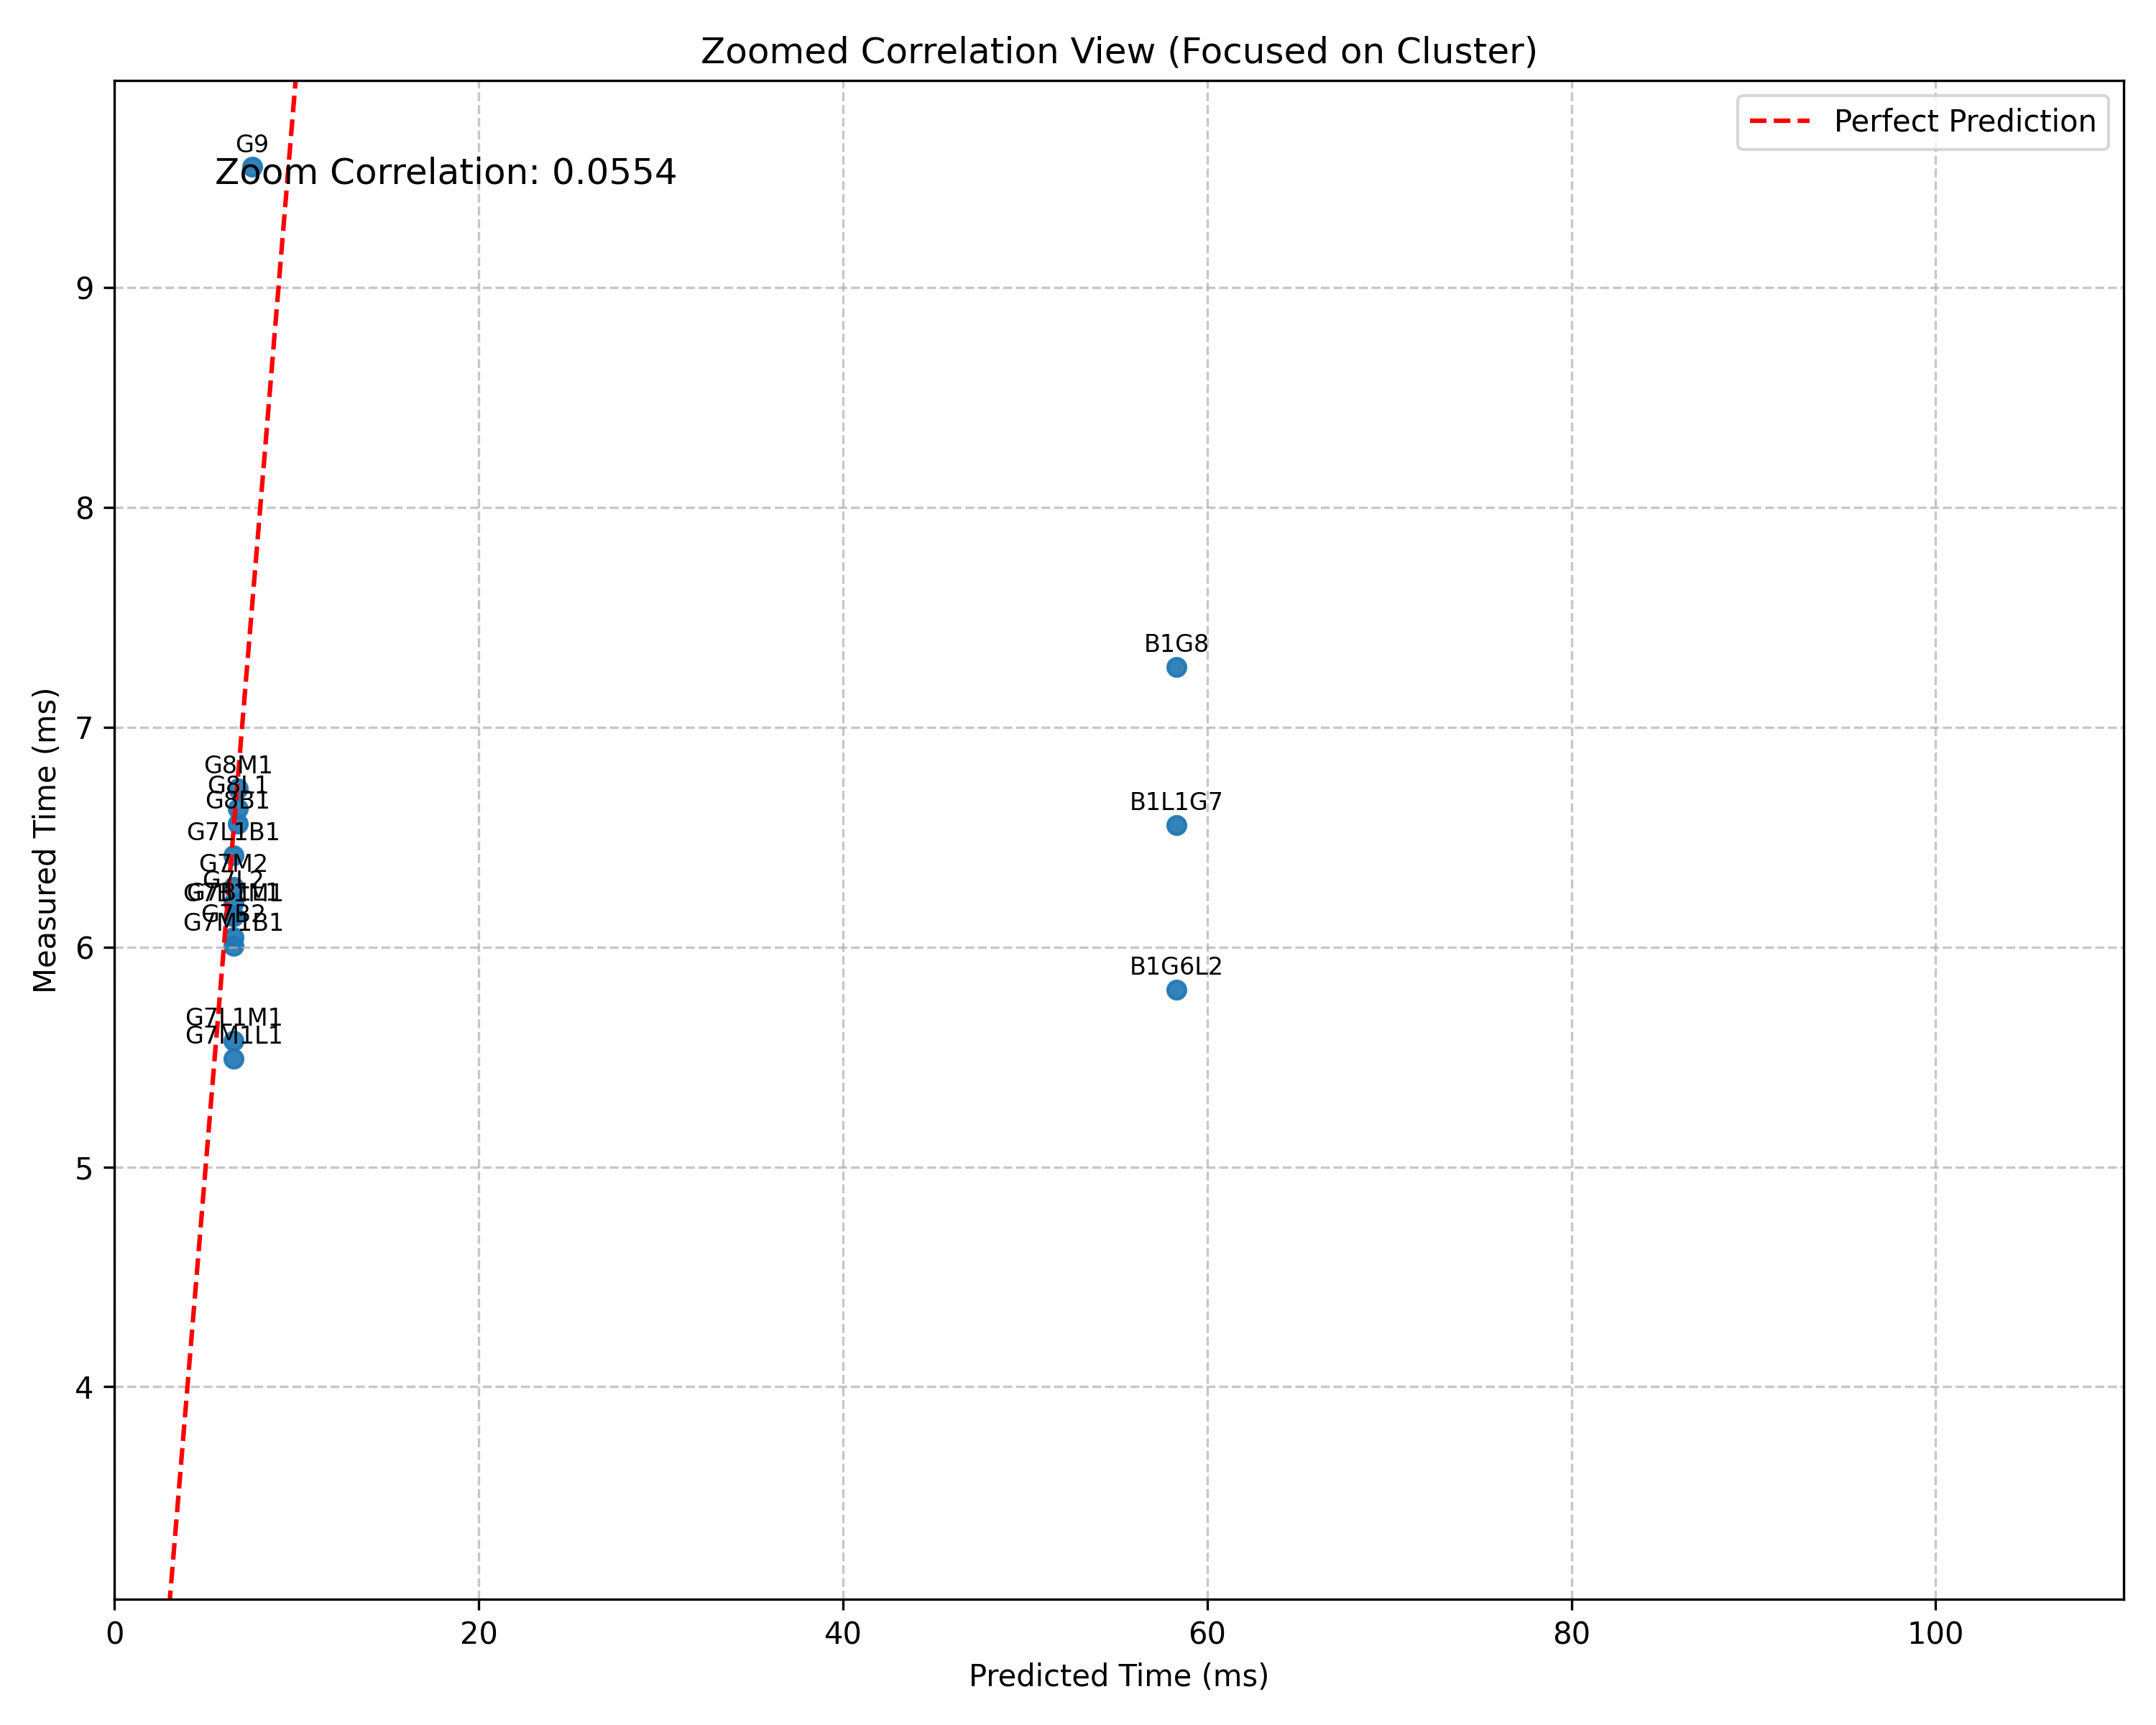 Zoomed Correlation View (Focused on Cluster)
Perfect Prediction
G9
Zoom Correlation: 0.0554
9
8
B1G8
7
G8M1
G8L1
G8B1
B1L1G7
G7L1B1
G7M2
G7L2
G7B1M1
G7B2
G7M1B1
6
B1G6L2
G7L1M1
G7M1L1
5
4
Measured Time (ms)
0
20
40
60
80
100
Predicted Time (ms)